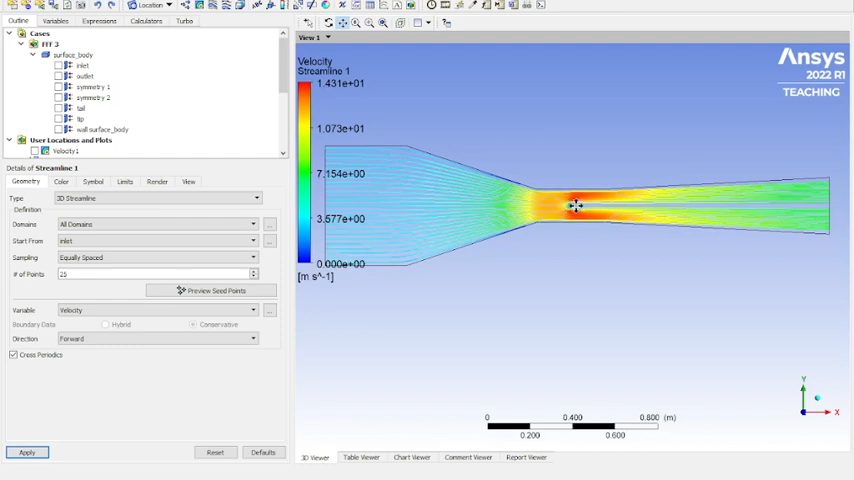 Location
Outline Variables Expressions Calculators Turbo
Cases
FFF 3
surface_body
inlet
outlet
symmetry 1
symmetry 2
tail
tip
wall surface_body
User Locations and Plots
Velocity1
Details of Streamline 1
Geometry Color Symbol Limits Render View
Type 3D Streamline
Definition
Domains All Domains ...
Start From inlet ...
Sampling Equally Spaced
# of Points 25
Preview Seed Points
Variable Velocity ...
Boundary Data Hybrid Conservative
Direction Forward
Cross Periodics
Apply Reset Defaults
View 1
Velocity
Streamline 1
1.431e+01
1.073e+01
7.154e+00
3.577e+00
0.000e+00
[m s^-1]
Ansys
2022 R1
TEACHING
0 0.400 0.800 (m)
0.200 0.600
Y
X
3D Viewer Table Viewer Chart Viewer Comment Viewer Report Viewer